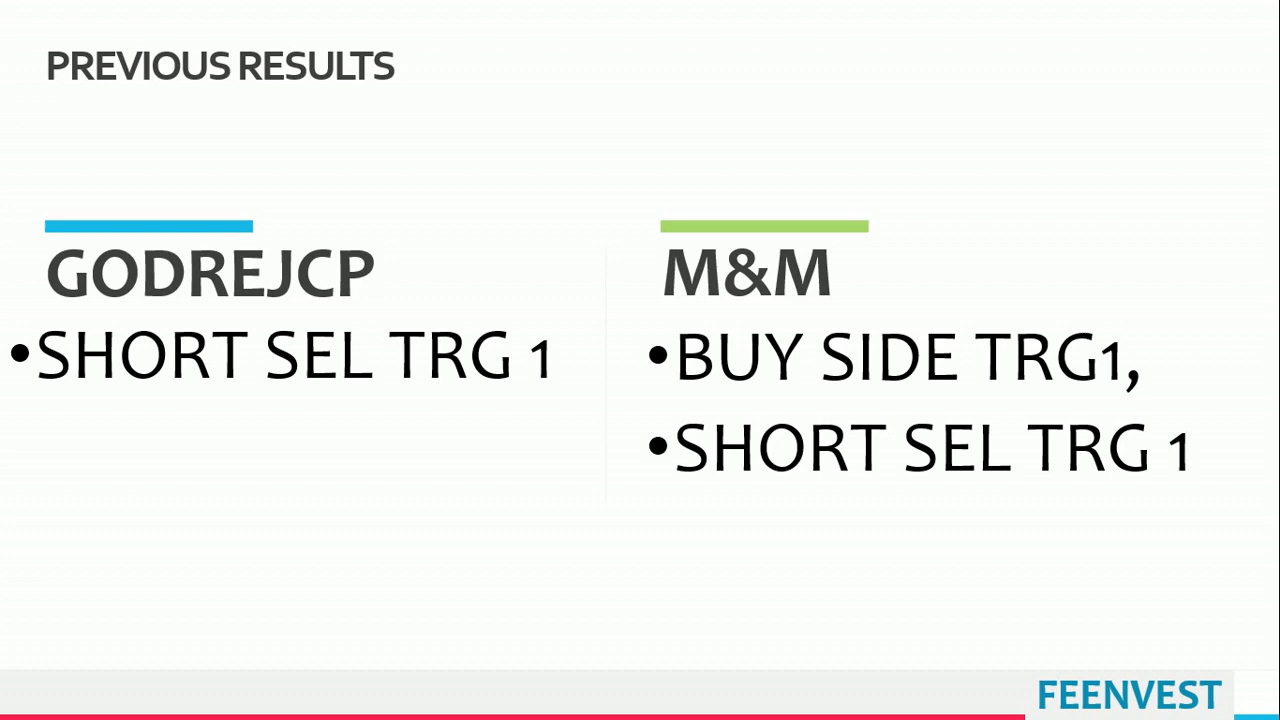 PREVIOUS RESULTS
GODREJCP
•SHORT SEL TRG 1
M&M
•BUY SIDE TRG1,
•SHORT SEL TRG 1
FEENVEST